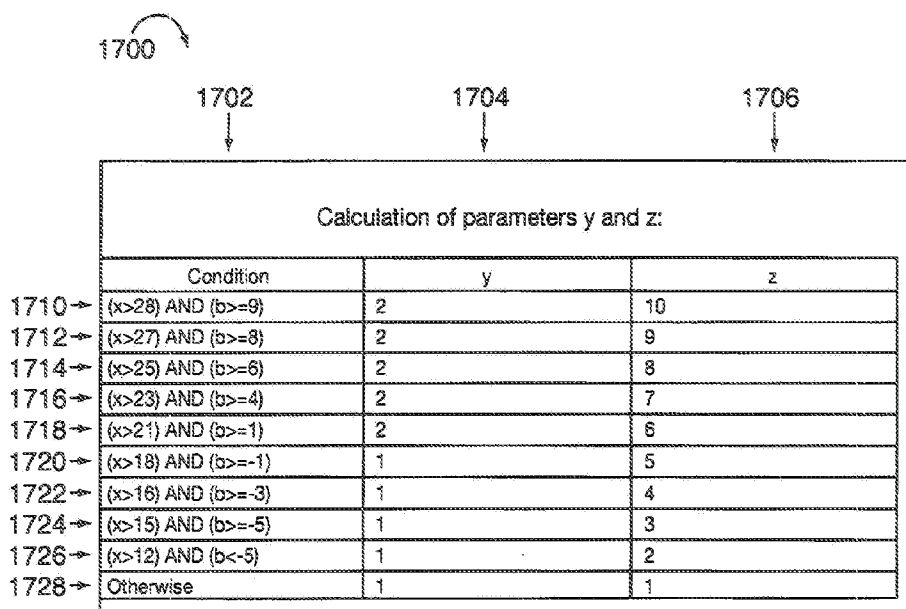 1700
1702 1704 1706
Calculation of parameters y and z:
Condition y z
1710 (x>28) AND (b>=9) 2 10
1712 (x>27) AND (b>=8) 2 9
1714 (x>25) AND (b>=6) 2 8
1716 (x>23) AND (b>=4) 2 7
1718 (x>21) AND (b>=1) 2 6
1720 (x>18) AND (b>=-1) 1 5
1722 (x>16) AND (b>=-3) 1 4
1724 (x>15) AND (b>=-5) 1 3
1726 (x>12) AND (b<-5) 1 2
1728 Otherwise 1 1